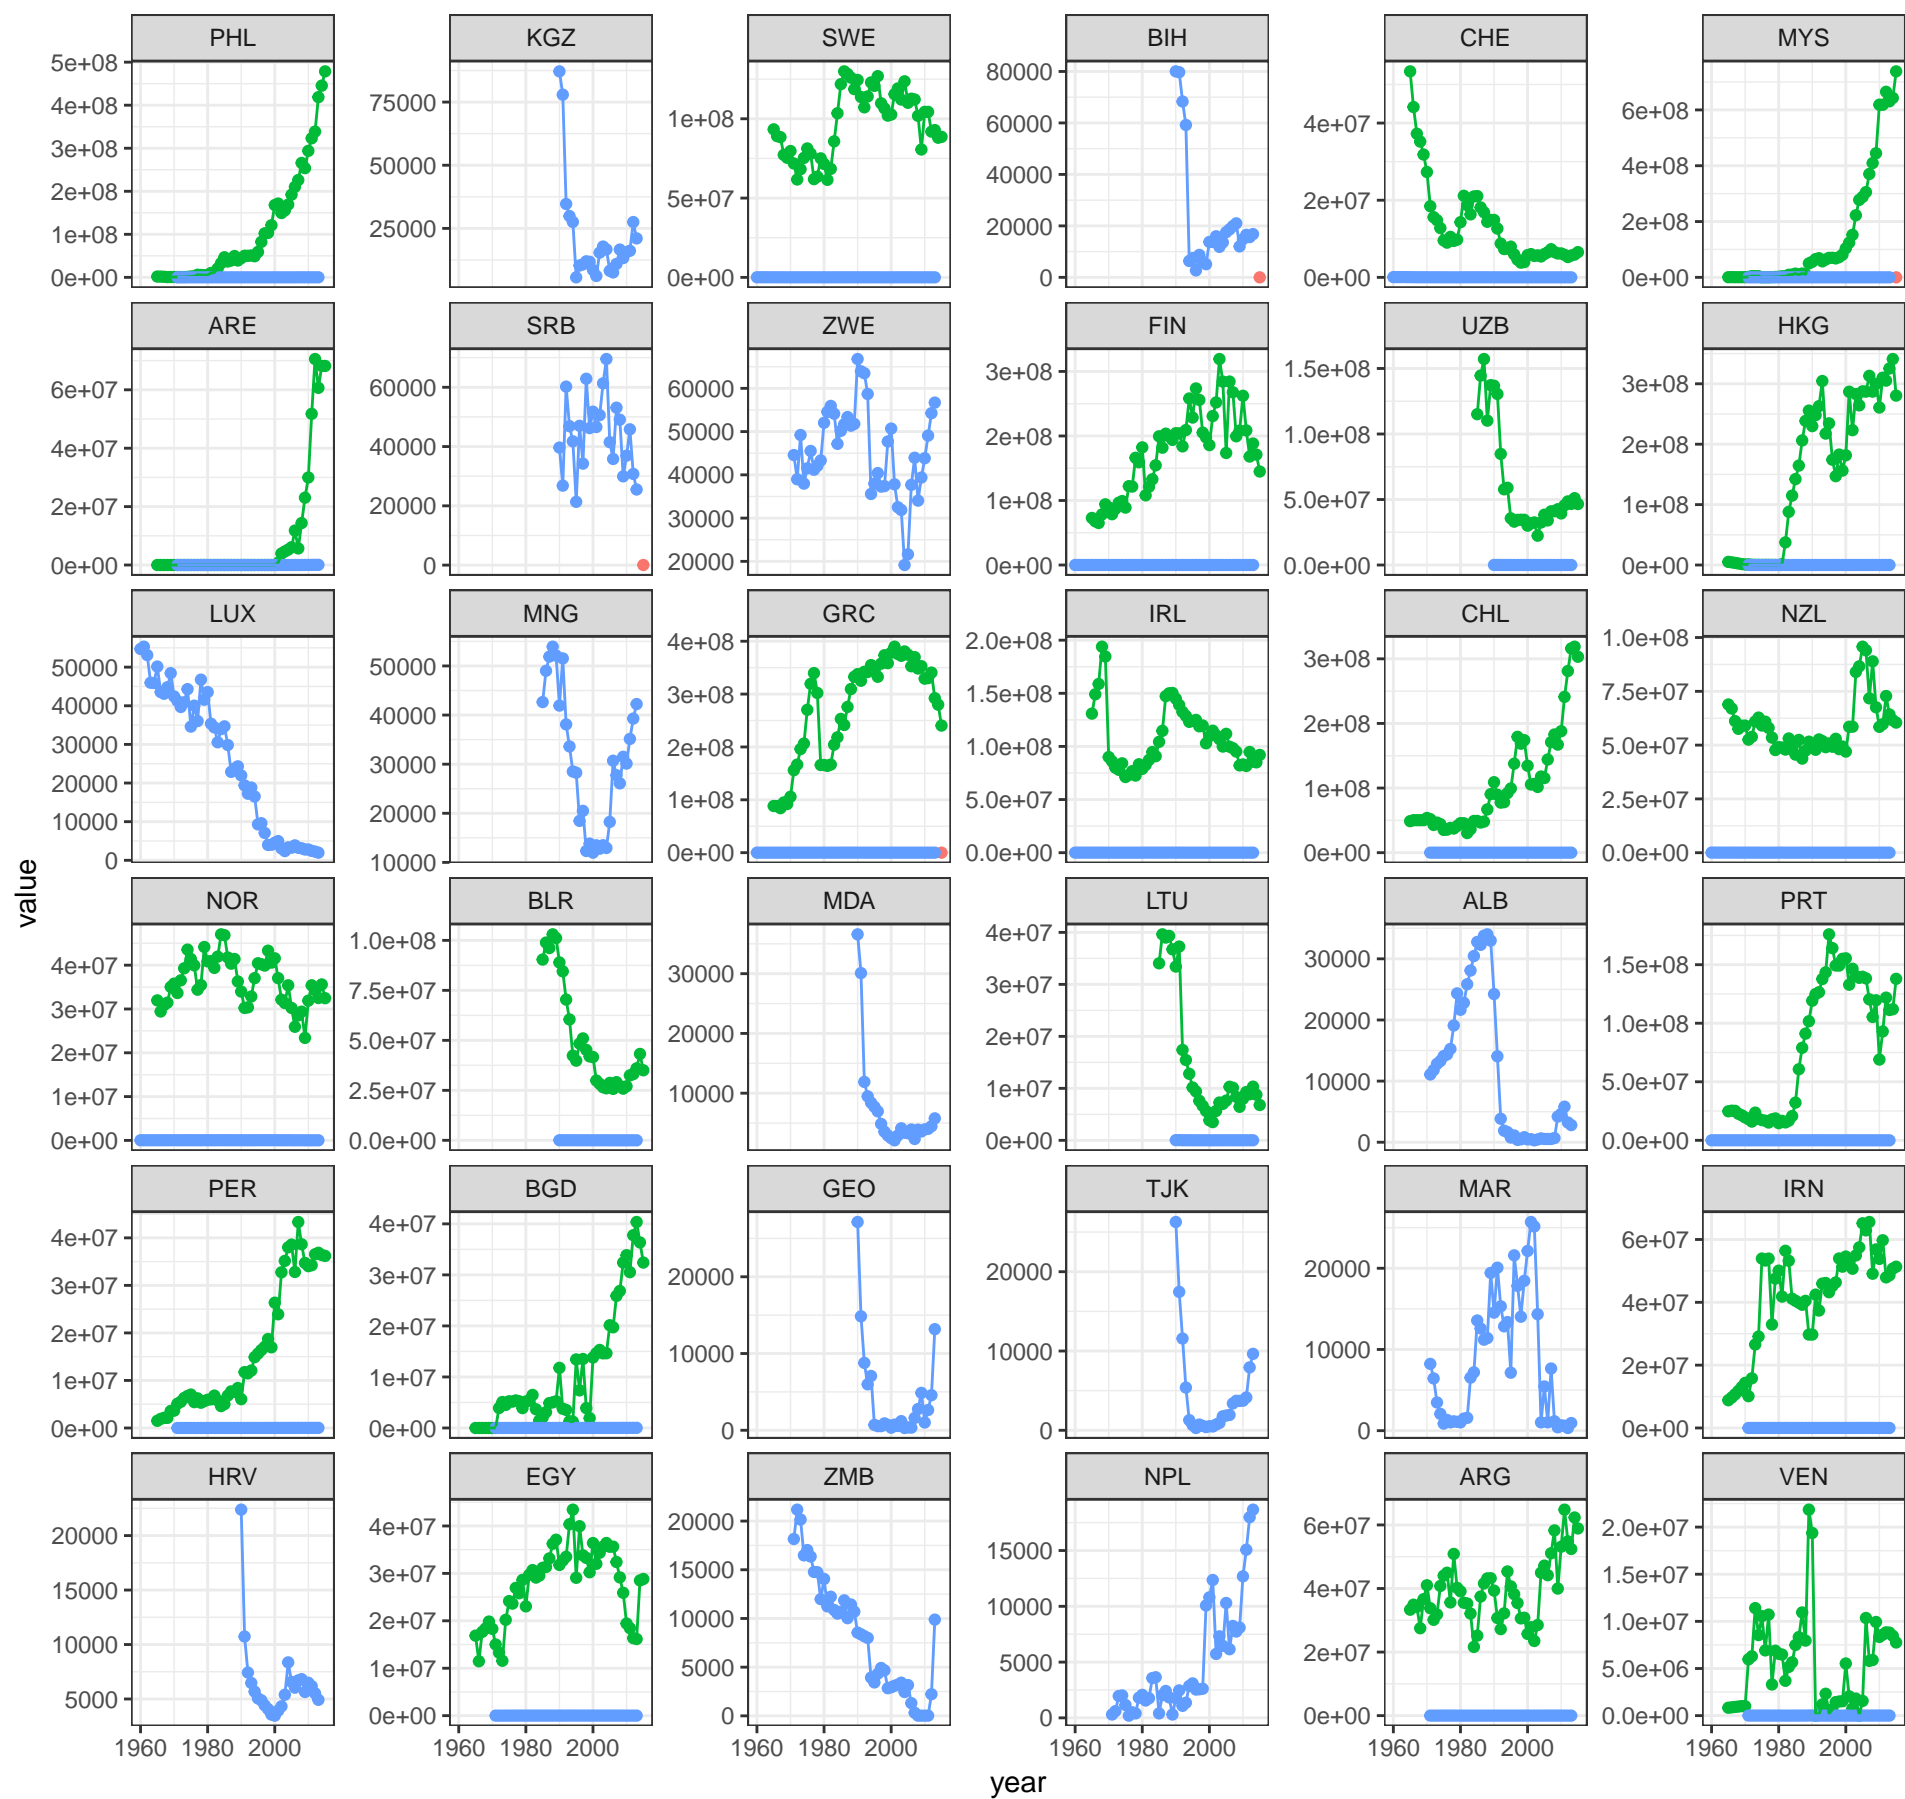 PHL KGZ SWE BIH CHE MYS
5e+08 4e+08 3e+08 2e+08 1e+08 0e+00
75000 50000 25000
1e+08 5e+07 0e+00
80000 60000 40000 20000 0
4e+07 2e+07 0e+00
6e+08 4e+08 2e+08 0e+00
ARE SRB ZWE FIN UZB HKG
6e+07 4e+07 2e+07 0e+00
60000 40000 20000 0
60000 50000 40000 30000 20000
3e+08 2e+08 1e+08 0e+00
1.5e+08 1.0e+08 5.0e+07 0.0e+00
3e+08 2e+08 1e+08 0e+00
LUX MNG GRC IRL CHL NZL
50000 40000 30000 20000 10000 0
50000 40000 30000 20000 10000
4e+08 3e+08 2e+08 1e+08 0e+00
2.0e+08 1.5e+08 1.0e+08 5.0e+07 0.0e+00
3e+08 2e+08 1e+08 0e+00
1.0e+08 7.5e+07 5.0e+07 2.5e+07 0.0e+00
value
NOR BLR MDA LTU ALB PRT
4e+07 3e+07 2e+07 1e+07 0e+00
1.0e+08 7.5e+07 5.0e+07 2.5e+07 0.0e+00
30000 20000 10000
4e+07 3e+07 2e+07 1e+07 0e+00
30000 20000 10000 0
1.5e+08 1.0e+08 5.0e+07 0.0e+00
PER BGD GEO TJK MAR IRN
4e+07 3e+07 2e+07 1e+07 0e+00
4e+07 3e+07 2e+07 1e+07 0e+00
20000 10000 0
20000 10000 0
20000 10000 0
6e+07 4e+07 2e+07 0e+00
HRV EGY ZMB NPL ARG VEN
20000 15000 10000 5000
4e+07 3e+07 2e+07 1e+07 0e+00
20000 15000 10000 5000 0
15000 10000 5000 0
6e+07 4e+07 2e+07 0e+00
2.0e+07 1.5e+07 1.0e+07 5.0e+06 0.0e+00
1960 1980 2000 1960 1980 2000 1960 1980 2000 1960 1980 2000 1960 1980 2000 1960 1980 2000
year